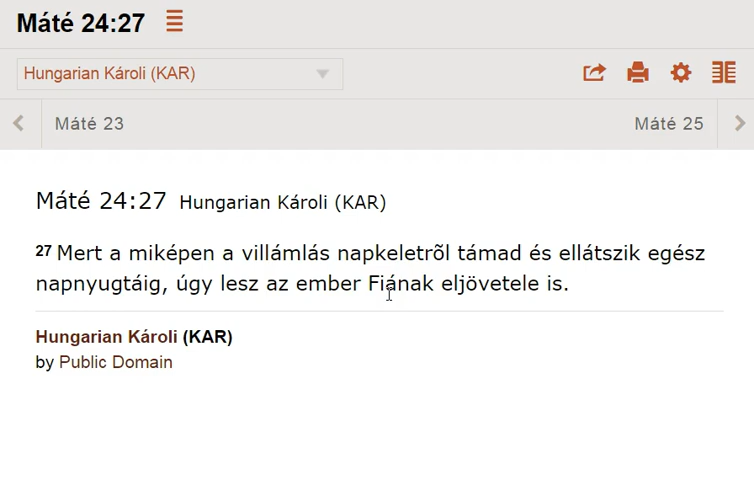 Máté 24:27
Hungarian Károli (KAR)
Máté 23
Máté 25
Máté 24:27 Hungarian Károli (KAR)
27 Mert a miképen a villámlás napkeletrõl támad és ellátszik egész
napnyugtáig, úgy lesz az ember Fiának eljövetele is.
Hungarian Károli (KAR)
by Public Domain